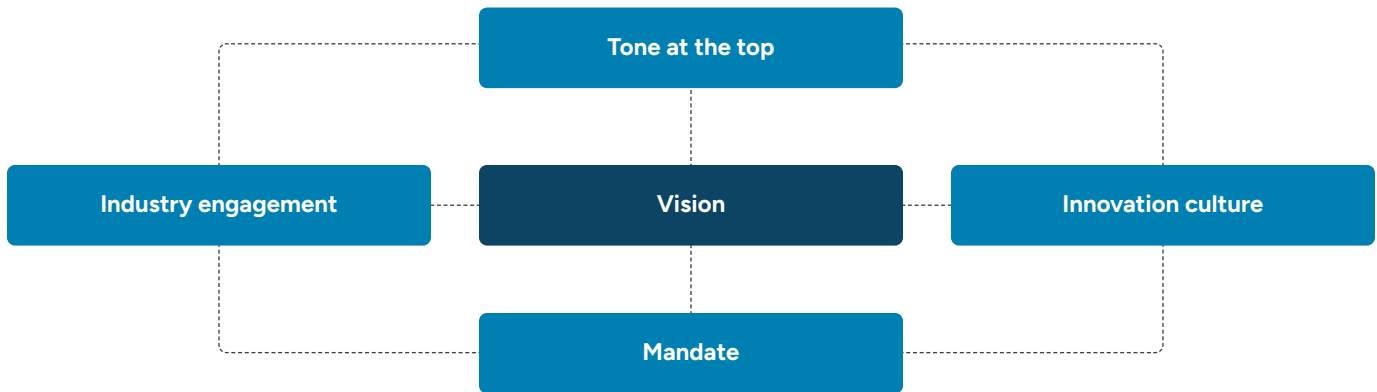 Tone at the top
Industry engagement
Vision
Innovation culture
Mandate